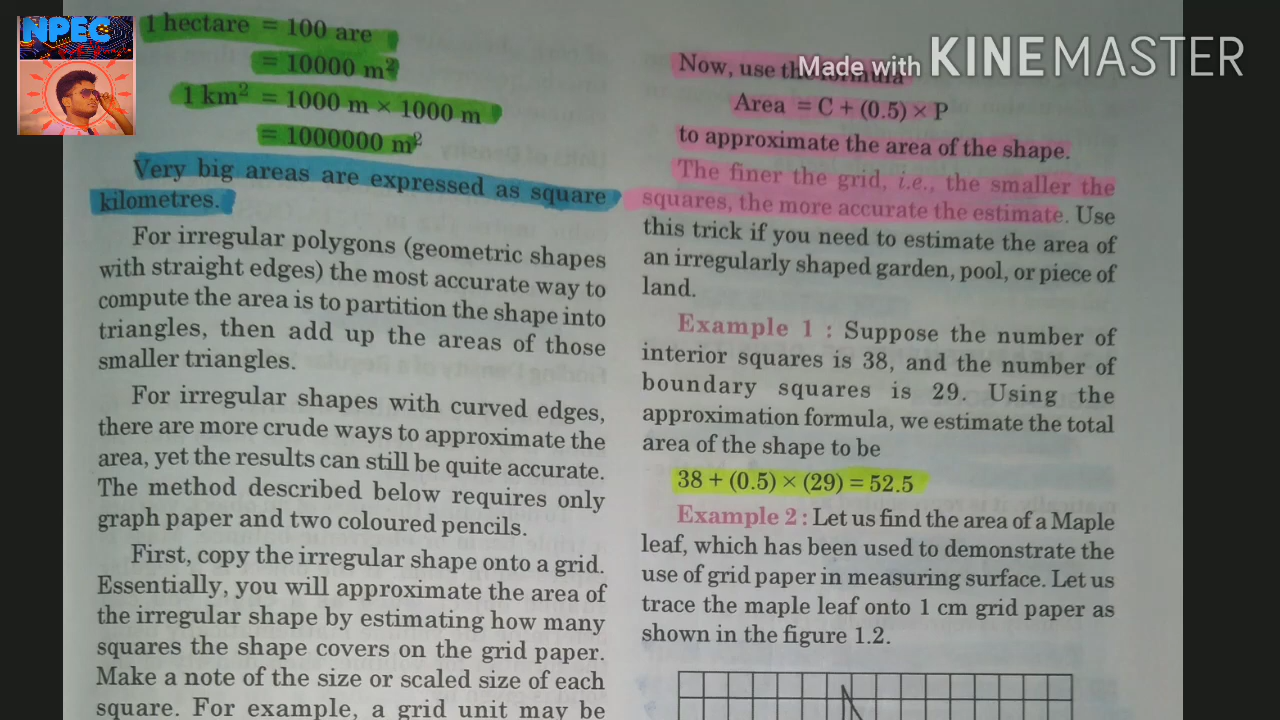 NPEC
1 hectare = 100 are
= 10000 m²
1 km² = 1000 m × 1000 m
= 1000000 m²
Very big areas are expressed as square
kilometres.
For irregular polygons (geometric shapes
with straight edges) the most accurate way to
compute the area is to partition the shape into
triangles, then add up the areas of those
smaller triangles.
For irregular shapes with curved edges,
there are more crude ways to approximate the
area, yet the results can still be quite accurate.
The method described below requires only
graph paper and two coloured pencils.
First, copy the irregular shape onto a grid.
Essentially, you will approximate the area of
the irregular shape by estimating how many
squares the shape covers on the grid paper.
Make a note of the size or scaled size of each
square. For example, a grid unit may be
Made with KINEMASTER
Now, use the formula
Area = C + (0.5) × P
to approximate the area of the shape.
The finer the grid, i.e., the smaller the
squares, the more accurate the estimate. Use
this trick if you need to estimate the area of
an irregularly shaped garden, pool, or piece of
land.
Example 1 : Suppose the number of
interior squares is 38, and the number of
boundary squares is 29. Using the
approximation formula, we estimate the total
area of the shape to be
38 + (0.5) × (29) = 52.5
Example 2 : Let us find the area of a Maple
leaf, which has been used to demonstrate the
use of grid paper in measuring surface. Let us
trace the maple leaf onto 1 cm grid paper as
shown in the figure 1.2.